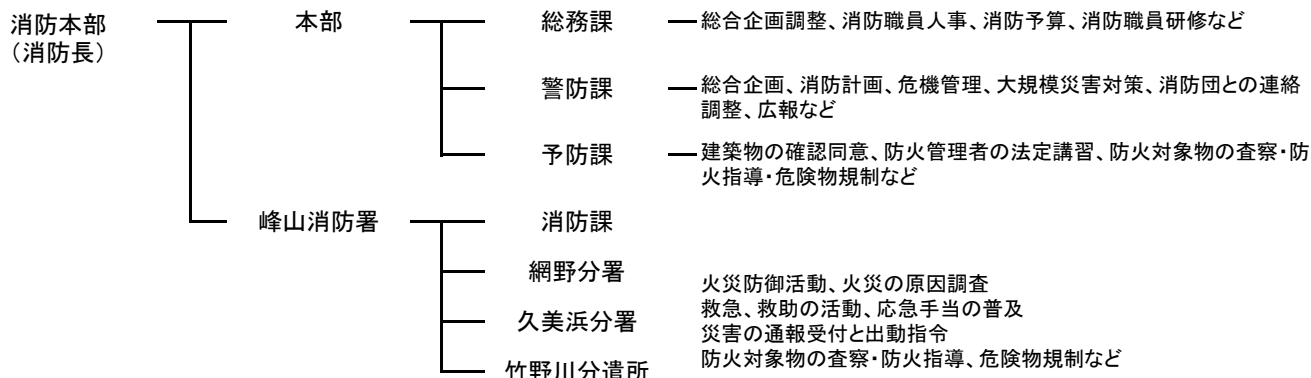 消防本部
（消防長）
本部
総務課
総合企画調整、消防職員人事、消防予算、消防職員研修など
警防課
総合企画、消防計画、危機管理、大規模災害対策、消防団との連絡
調整、広報など
予防課
建築物の確認同意、防火管理者の法定講習、防火対象物の査察・防
火指導・危険物規制など
峰山消防署
消防課
網野分署
久美浜分署
竹野川分遣所
火災防御活動、火災の原因調査
救急、救助の活動、応急手当の普及
災害の通報受付と出動指令
防火対象物の査察・防火指導、危険物規制など